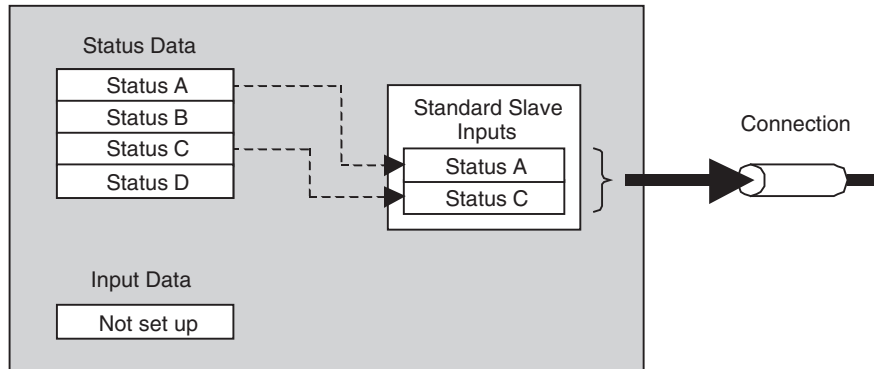 Status Data
Status A
Status B
Status C
Status D
Standard Slave
Inputs
Status A
Status C
Connection
Input Data
Not set up